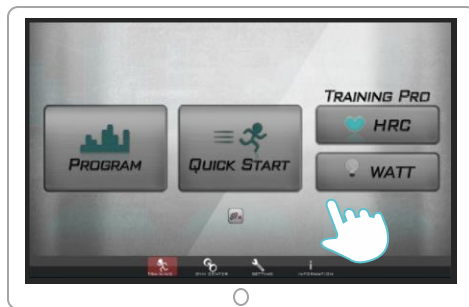 TRAINING PRO
PROGRAM
QUICK START
HRC
WATT
TRAINING
GYM CENTER
SETTING
INFORMATION